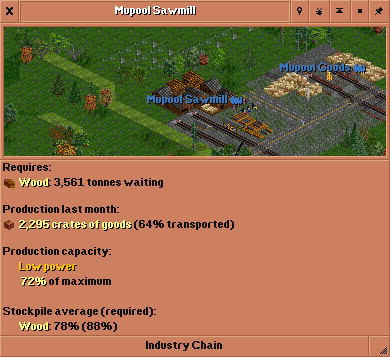 Mupool Sawmill
Mupool Goods
Mupool Sawmill
Requires:
Wood: 3,561 tonnes waiting
Production last month:
2,295 crates of goods (64% transported)
Production capacity:
Low power
72% of maximum
Stockpile average (required):
Wood: 78% (88%)
Industry Chain